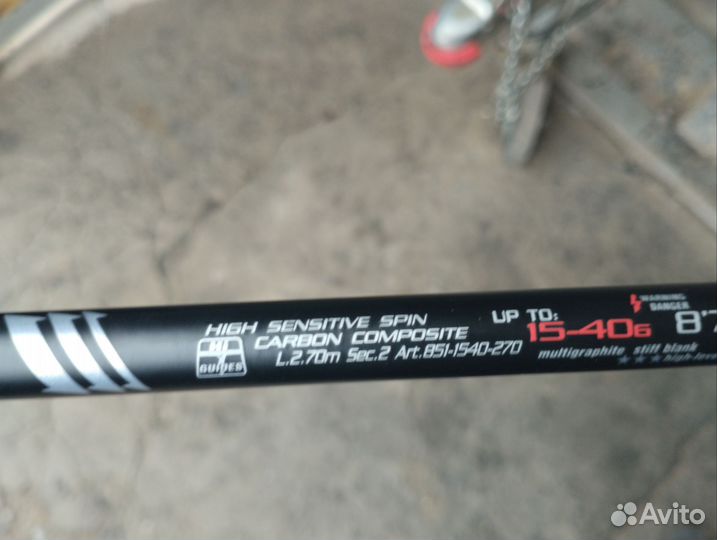 HIGH SENSITIVE SPIN
CARBON COMPOSITE
L.2.70m Sec.2 Art.851-1540-270
GUIDES
UP TO:
15-40G
WARNING
DANGER
multigraphite stiff blank
Avito